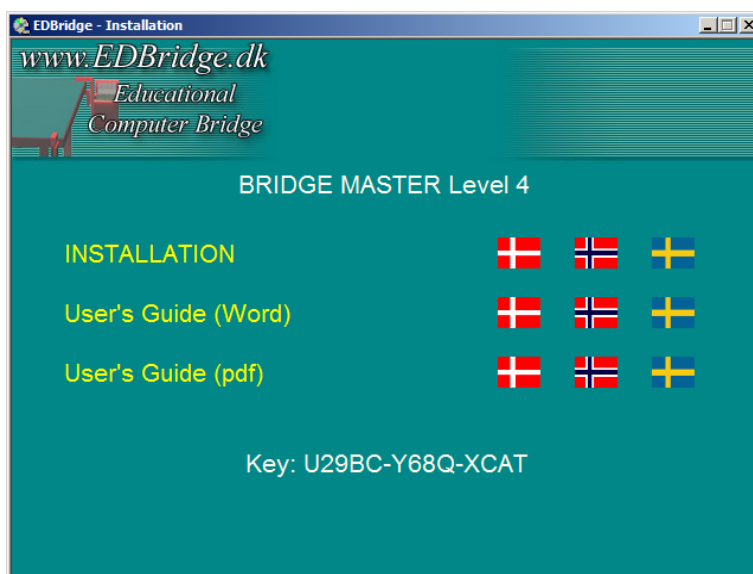 EDBridge - Installation
www.EDBridge.dk
Educational
Computer Bridge
BRIDGE MASTER Level 4
INSTALLATION
User's Guide (Word)
User's Guide (pdf)
Key: U29BC-Y68Q-XCAT